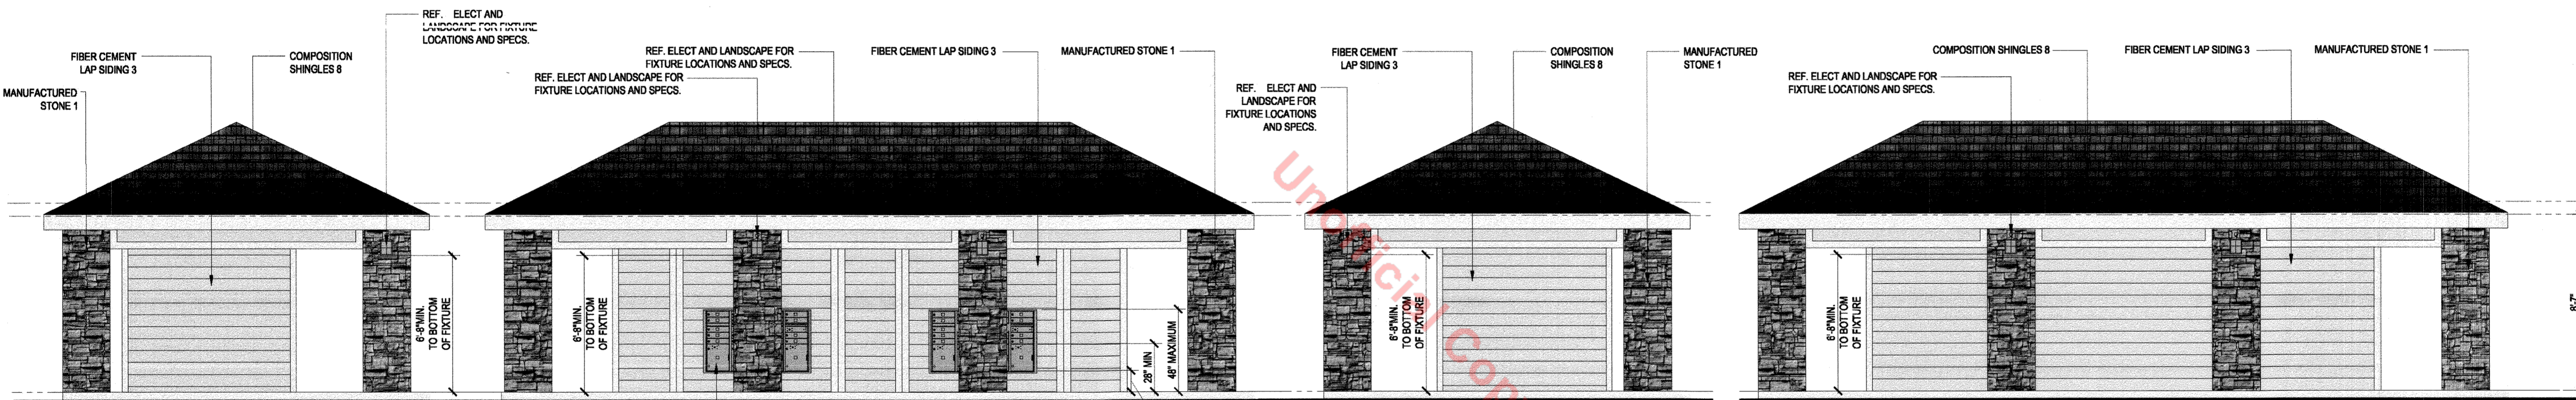 REF. ELECT AND
LANDSCAPE FOR FIXTURE
LOCATIONS AND SPECS.
FIBER CEMENT
LAP SIDING 3
COMPOSITION
SHINGLES 8
MANUFACTURED
STONE 1
6'-8"MIN.
TO BOTTOM
OF FIXTURE
REF. ELECT AND LANDSCAPE FOR
FIXTURE LOCATIONS AND SPECS.
REF. ELECT AND LANDSCAPE FOR
FIXTURE LOCATIONS AND SPECS.
FIBER CEMENT LAP SIDING 3
MANUFACTURED STONE 1
6'-8"MIN.
TO BOTTOM
OF FIXTURE
28" MIN
48" MAXIMUM
FIBER CEMENT
LAP SIDING 3
COMPOSITION
SHINGLES 8
MANUFACTURED
STONE 1
REF. ELECT AND
LANDSCAPE FOR
FIXTURE LOCATIONS
AND SPECS.
6'-8"MIN.
TO BOTTOM
OF FIXTURE
Unofficial Copy
COMPOSITION SHINGLES 8
FIBER CEMENT LAP SIDING 3
MANUFACTURED STONE 1
REF. ELECT AND LANDSCAPE FOR
FIXTURE LOCATIONS AND SPECS.
6'-8"MIN.
TO BOTTOM
OF FIXTURE
8'-7"